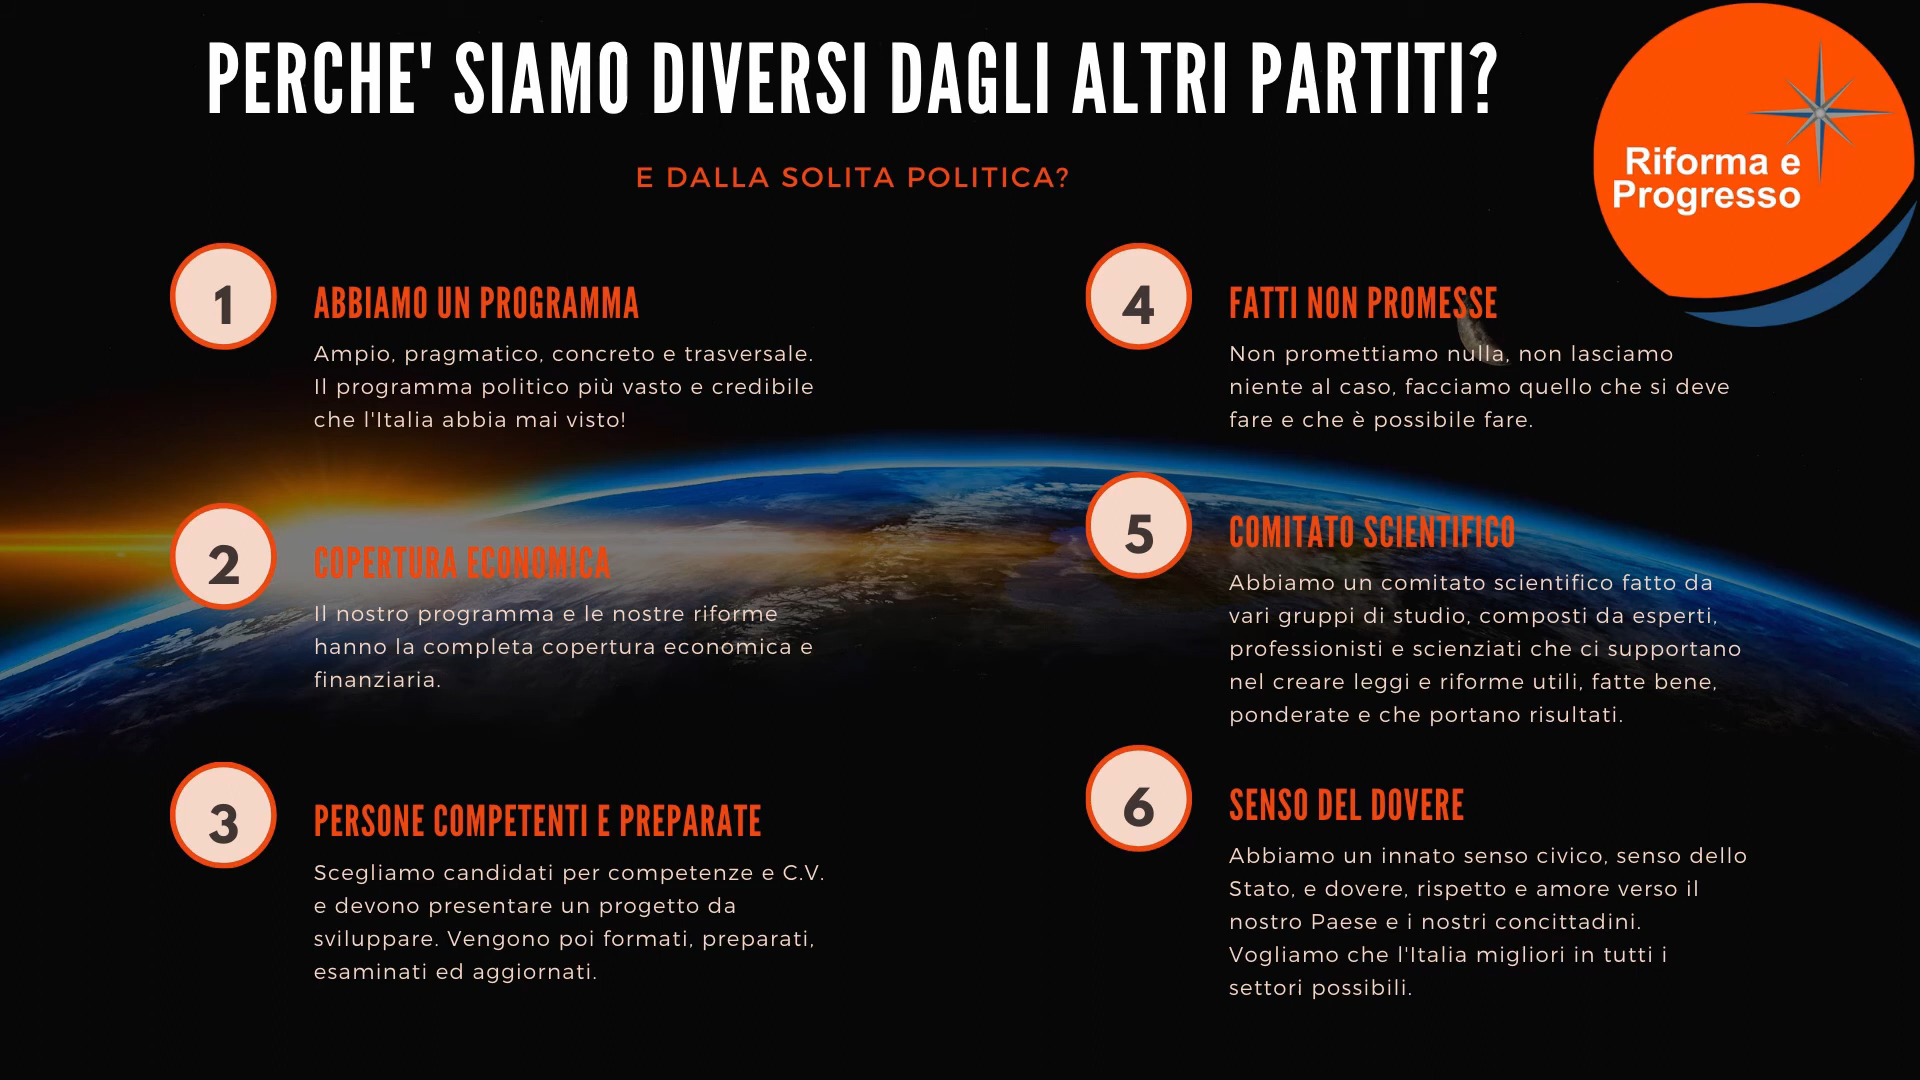 PERCHE' SIAMO DIVERSI DAGLI ALTRI PARTITI?
E DALLA SOLITA POLITICA?
Riforma e
Progresso
1
ABBIAMO UN PROGRAMMA
Ampio, pragmatico, concreto e trasversale.
Il programma politico più vasto e credibile
che l'Italia abbia mai visto!
2
COPERTURA ECONOMICA
Il nostro programma e le nostre riforme
hanno la completa copertura economica e
finanziaria.
3
PERSONE COMPETENTI E PREPARATE
Scegliamo candidati per competenze e C.V.
e devono presentare un progetto da
sviluppare. Vengono poi formati, preparati,
esaminati ed aggiornati.
4
FATTI NON PROMESSE
Non promettiamo nulla, non lasciamo
niente al caso, facciamo quello che si deve
fare e che è possibile fare.
5
COMITATO SCIENTIFICO
Abbiamo un comitato scientifico fatto da
vari gruppi di studio, composti da esperti,
professionisti e scienziati che ci supportano
nel creare leggi e riforme utili, fatte bene,
ponderate e che portano risultati.
6
SENSO DEL DOVERE
Abbiamo un innato senso civico, senso dello
Stato, e dovere, rispetto e amore verso il
nostro Paese e i nostri concittadini.
Vogliamo che l'Italia migliori in tutti i
settori possibili.